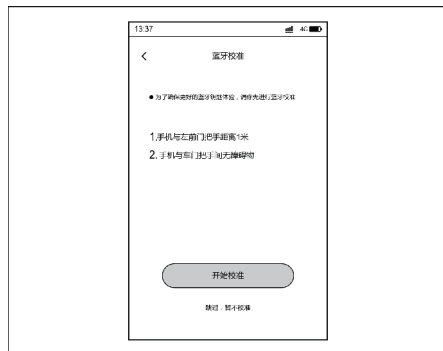 13:37
4G
蓝牙校准
● 为了确保更好的蓝牙钥匙体验，请你先进行蓝牙校准
1.手机与左前门把手距离1米
2.手机与车门把手间无障碍物
开始校准
跳过，暂不校准